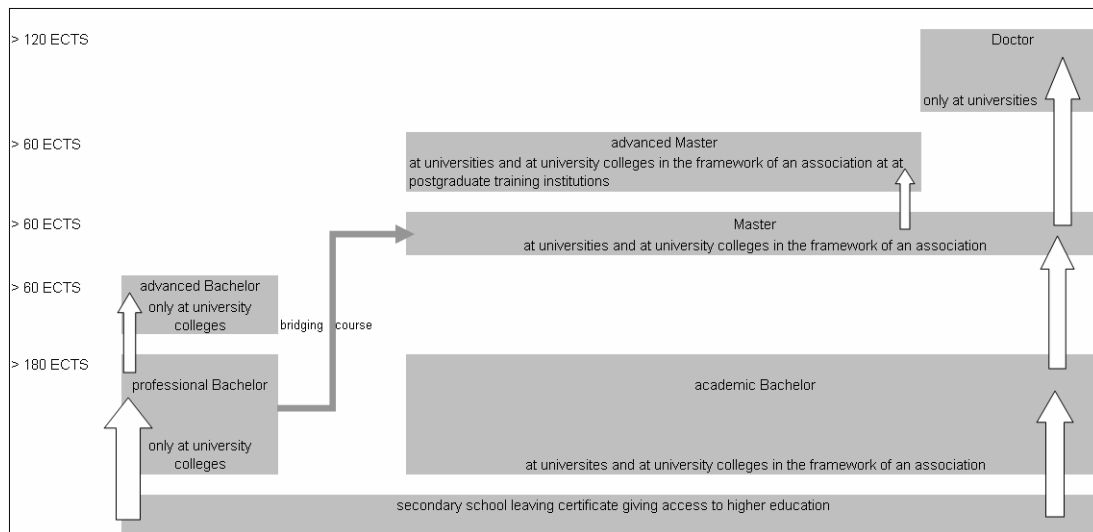 > 120 ECTS
Doctor
only at universities
> 60 ECTS
advanced Master
at universities and at university colleges in the framework of an association at at
postgraduate training institutions
> 60 ECTS
Master
at universities and at university colleges in the framework of an association
> 60 ECTS
advanced Bachelor
only at university
colleges
bridging course
> 180 ECTS
professional Bachelor
only at university
colleges
academic Bachelor
at universites and at university colleges in the framework of an association
secondary school leaving certificate giving access to higher education